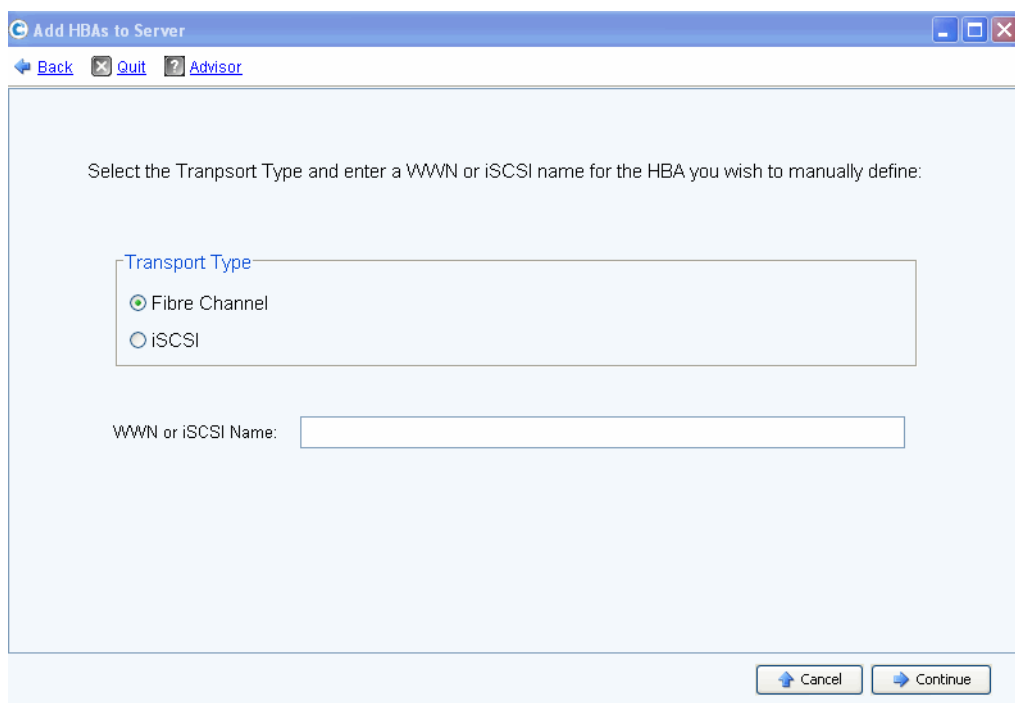 Add HBAs to Server
Back Quit Advisor
Select the Tranpsort Type and enter a WWN or iSCSI name for the HBA you wish to manually define:
Transport Type
Fibre Channel
iSCSI
WWN or iSCSI Name:
Cancel Continue